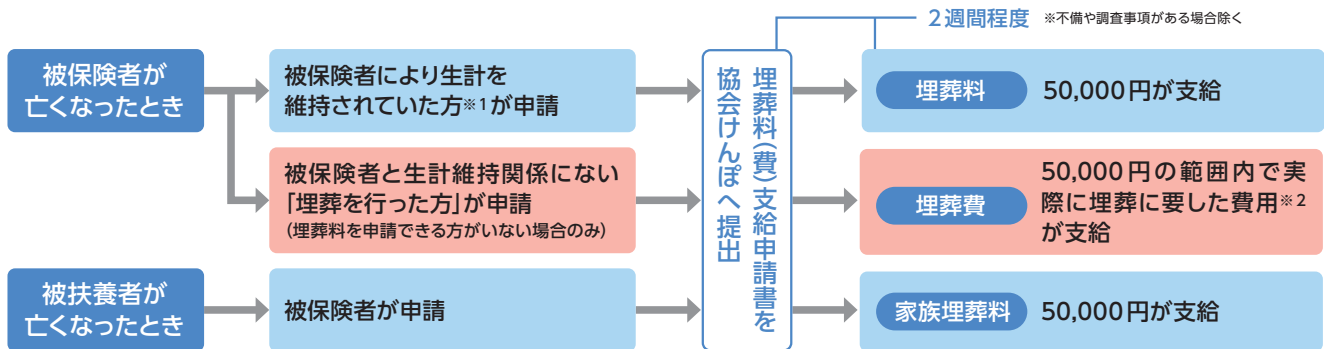 2週間程度 ※不備や調査事項がある場合除く
被保険者が
亡くなったとき
被保険者により生計を
維持されていた方※1が申請
被保険者と生計維持関係にない
「埋葬を行った方」が申請
（埋葬料を申請できる方がいない場合のみ）
被扶養者が
亡くなったとき
被保険者が申請
埋葬料（費）支給申請書を
協会けんぽへ提出
埋葬料 50,000円が支給
埋葬費
50,000円の範囲内で実
際に埋葬に要した費用※2
が支給
家族埋葬料 50,000円が支給